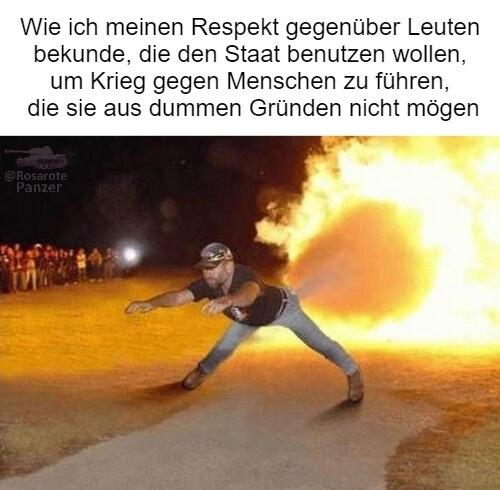 Wie ich meinen Respekt gegenüber Leuten
bekunde, die den Staat benutzen wollen,
um Krieg gegen Menschen zu führen,
die sie aus dummen Gründen nicht mögen
@Rosarote
Panzer